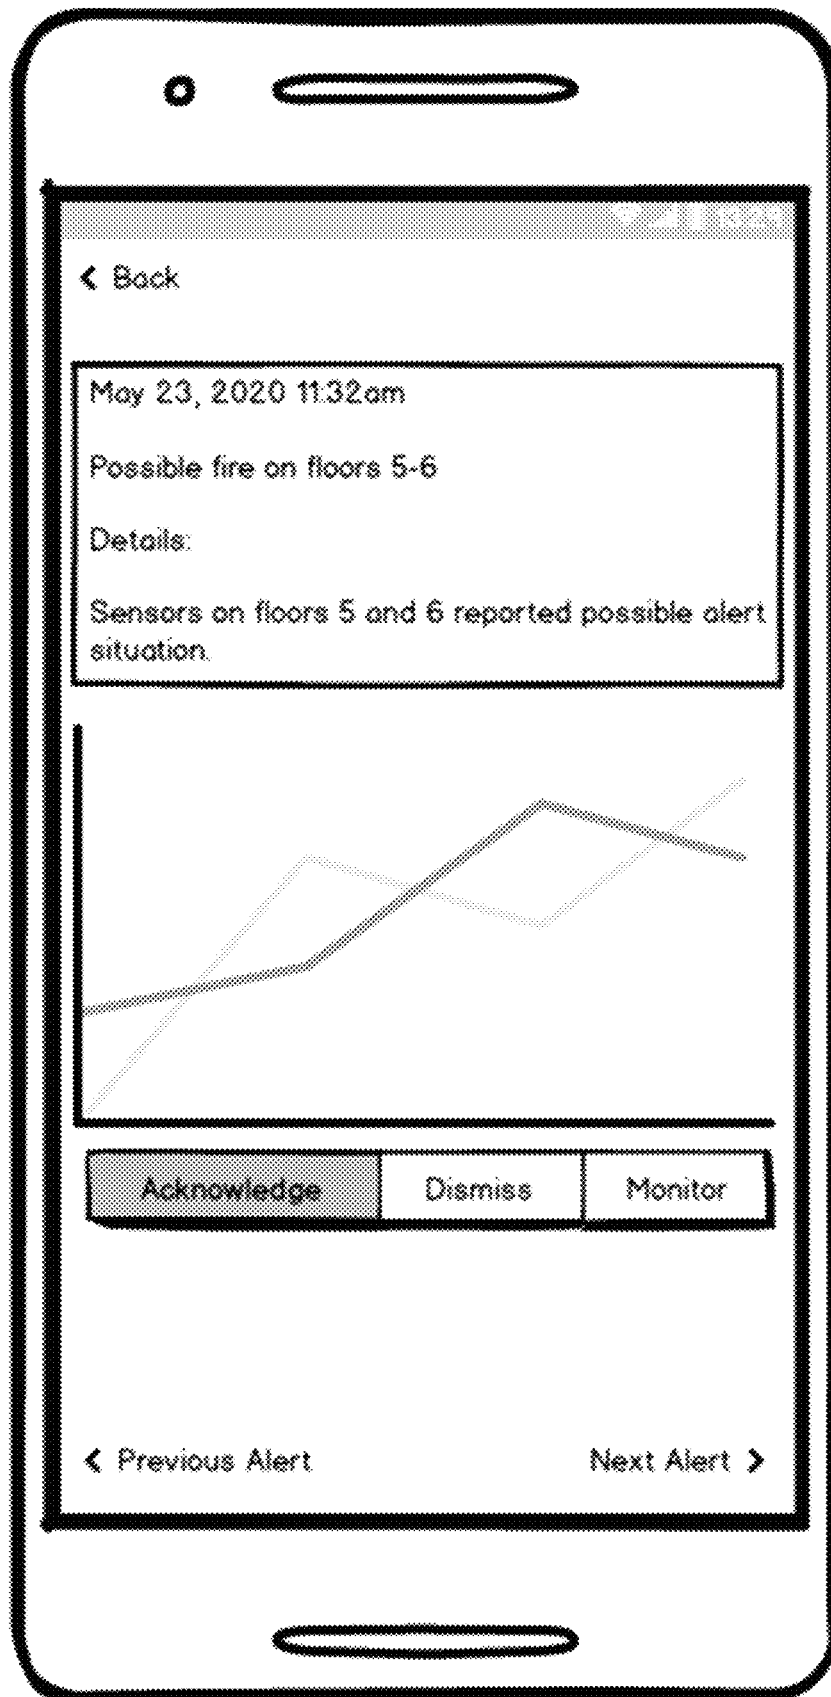 Back
May 23, 2020 11:32am
Possible fire on floors 5-6
Details:
Sensors on floors 5 and 6 reported possible alert
situation.
Acknowledge
Dismiss
Monitor
Previous Alert
Next Alert